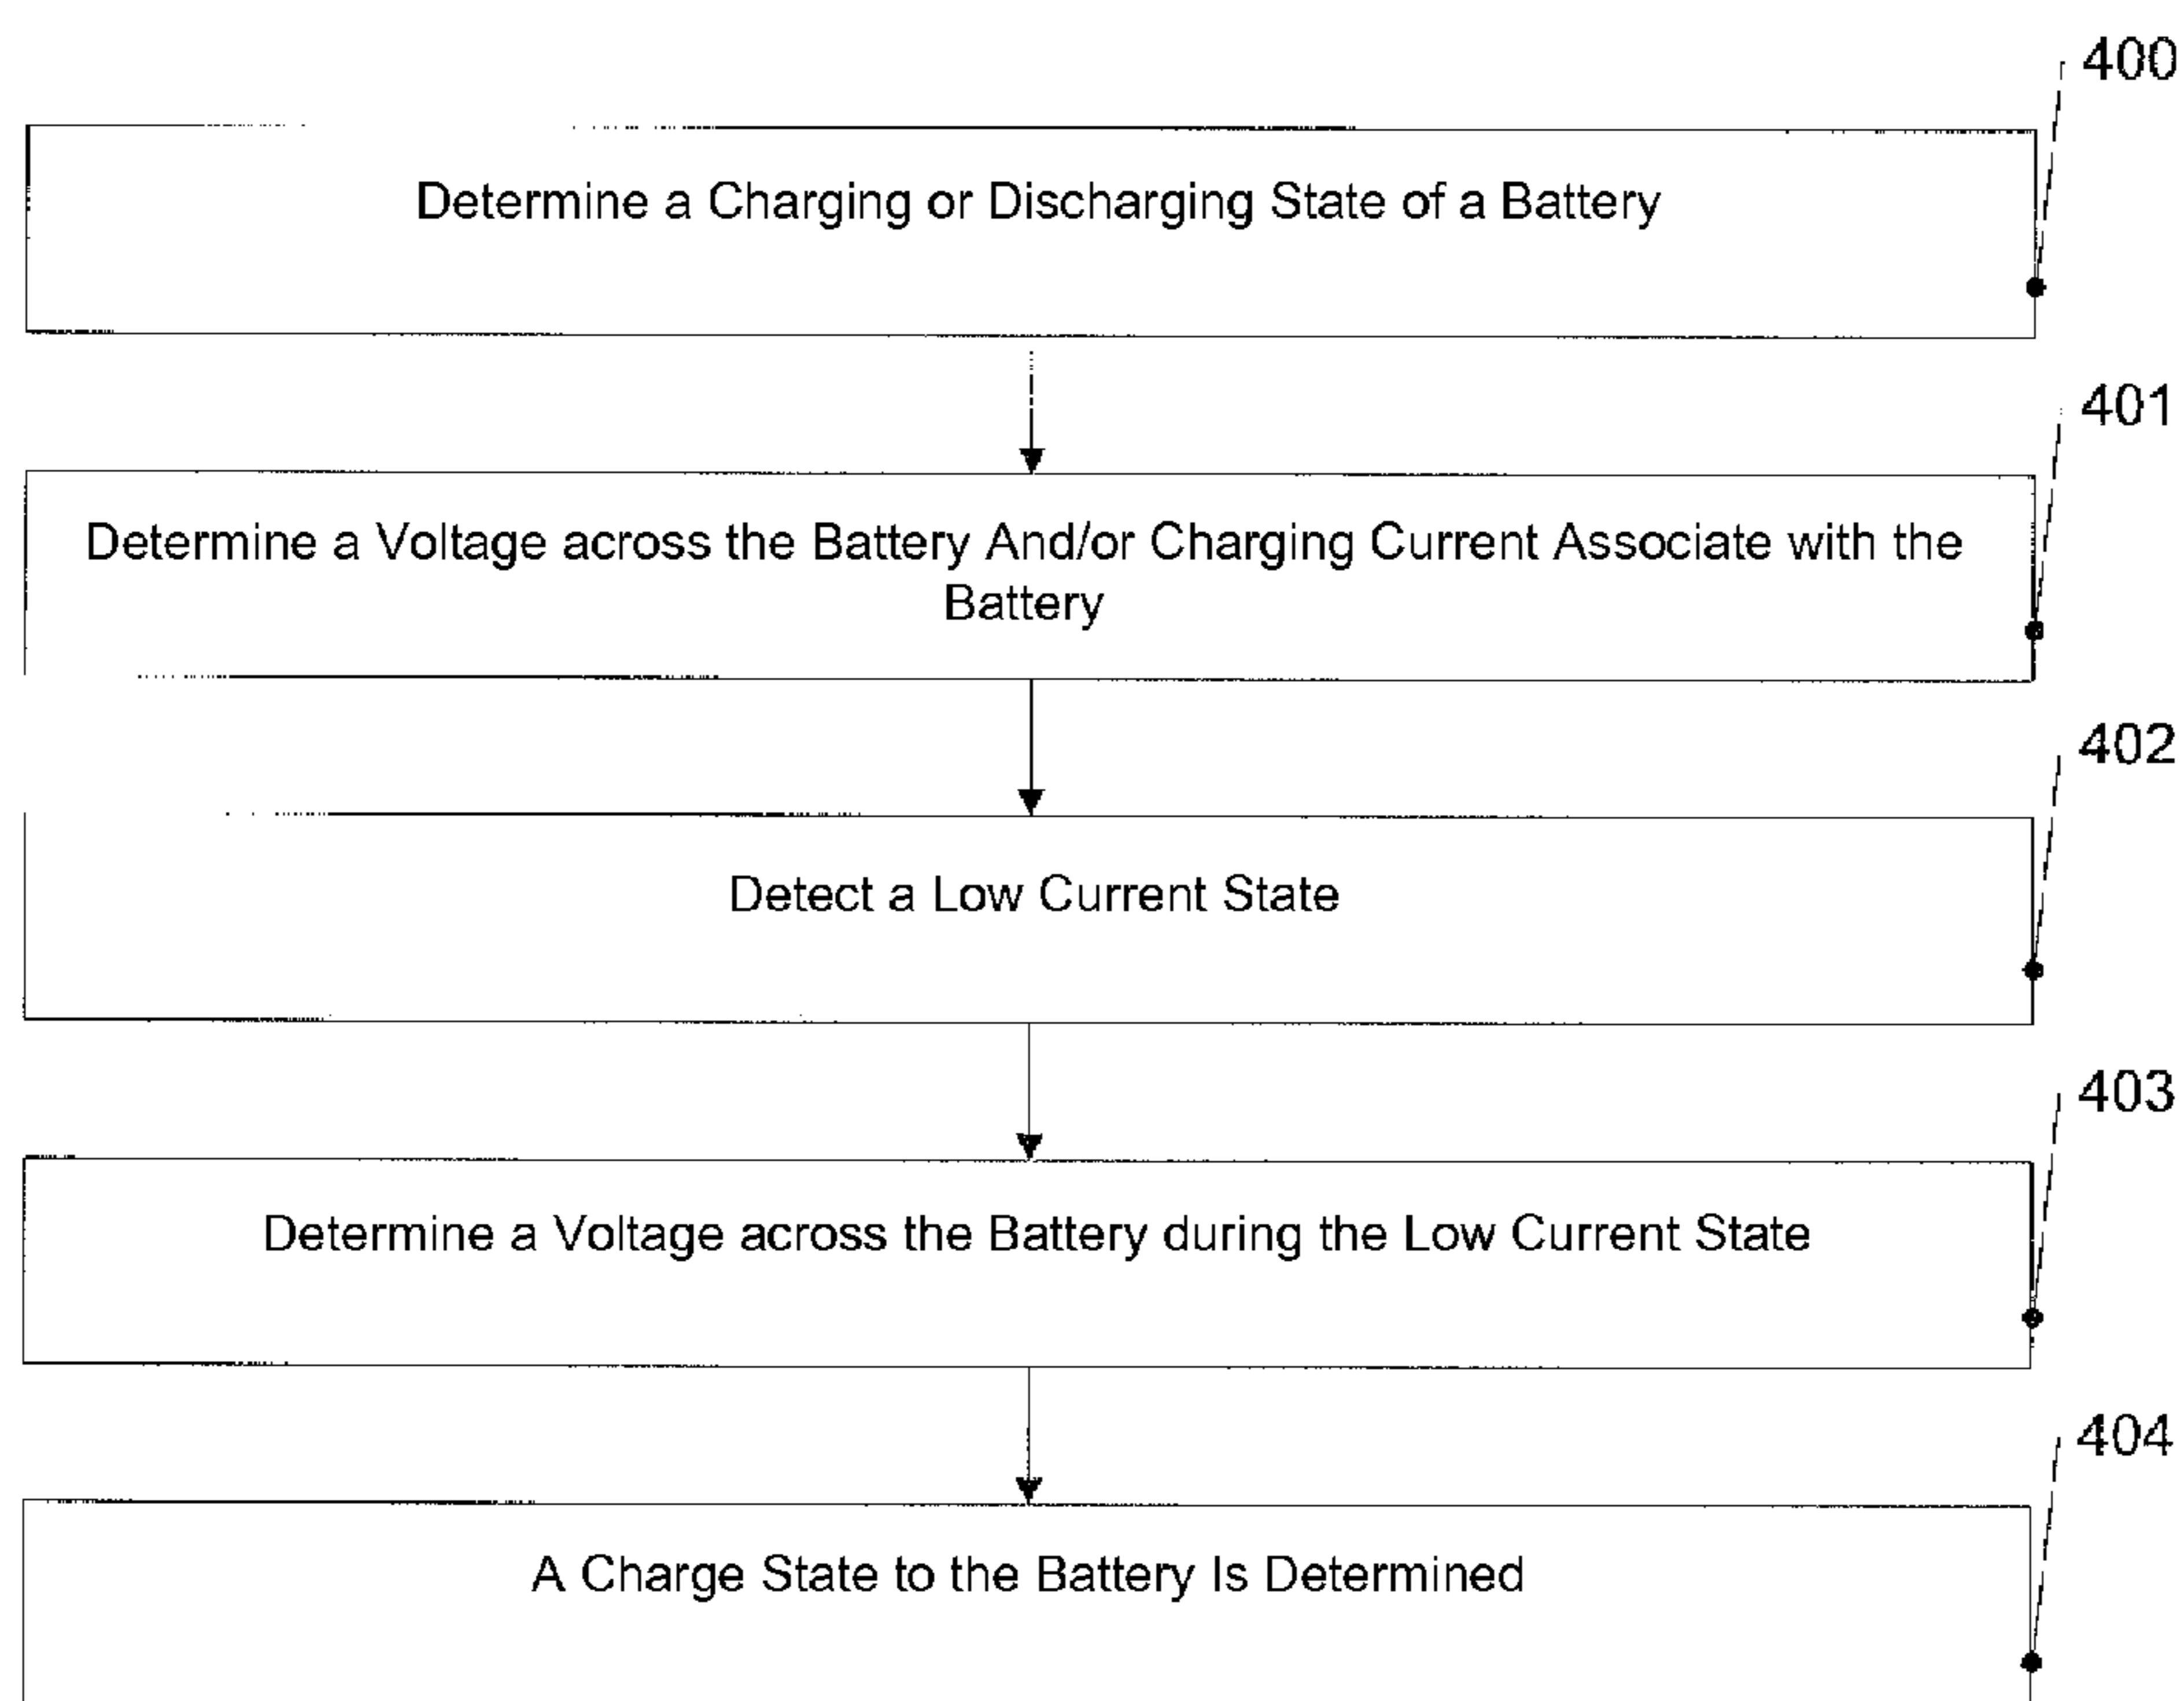 400
Determine a Charging or Discharging State of a Battery
401
Determine a Voltage across the Battery And/or Charging Current Associate with the
Battery
402
Detect a Low Current State
403
Determine a Voltage across the Battery during the Low Current State
404
A Charge State to the Battery Is Determined